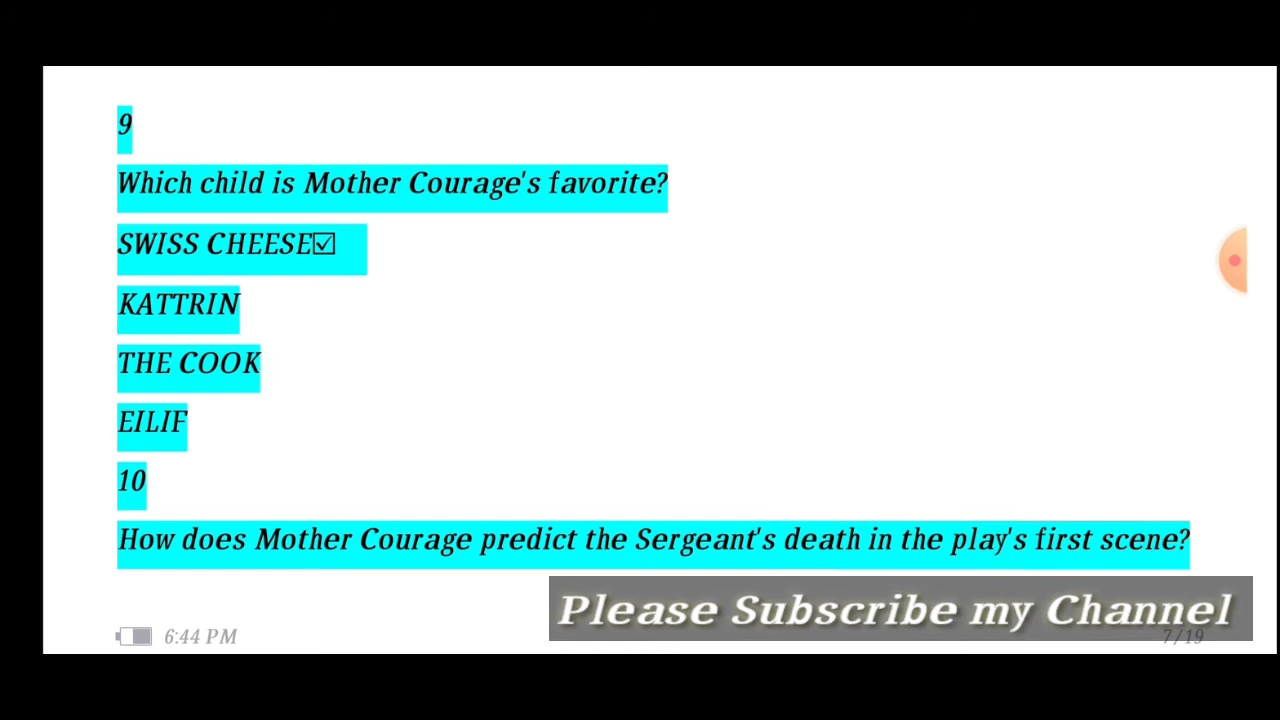 9
Which child is Mother Courage's favorite?
SWISS CHEESE☑
KATTRIN
THE COOK
EILIF
10
How does Mother Courage predict the Sergeant's death in the play's first scene?
Please Subscribe my Channel
6:44 PM
7/19